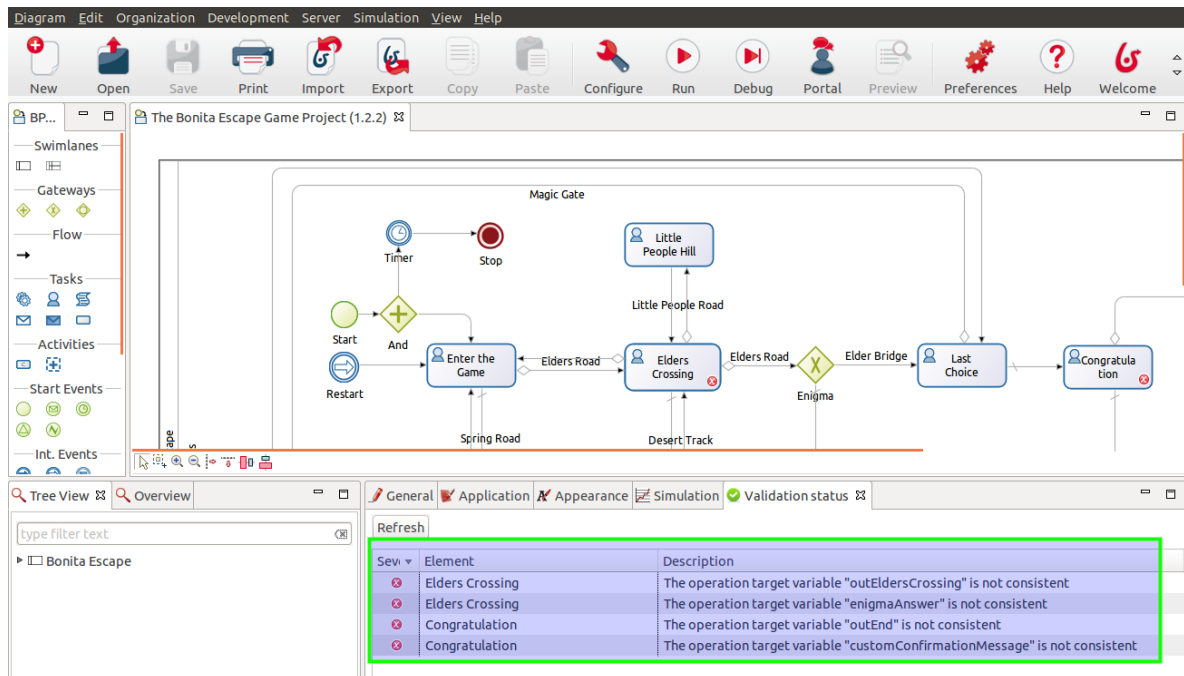 Diagram Edit Organization Development Server Simulation View Help
New Open Save Print Import Export Copy Paste Configure Run Debug Portal Preview Preferences Help Welcome
BP...
The Bonita Escape Game Project (1.2.2)
Swimlanes
Gateways
Flow
Tasks
Activities
Start Events
Int. Events
Magic Gate
Timer
Stop
Little
People Hill
Little People Road
Start
And
Enter the
Game
Elders Road
Elders
Crossing
Elders Road
Elder Bridge
Last
Choice
Congratula
tion
Restart
Enigma
Spring Road
Desert Track
Tree View
Overview
type filter text
Bonita Escape
General Application Appearance Simulation Validation status
Refresh
Sev Element Description
Elders Crossing The operation target variable "outEldersCrossing" is not consistent
Elders Crossing The operation target variable "enigmaAnswer" is not consistent
Congratulation The operation target variable "outEnd" is not consistent
Congratulation The operation target variable "customConfirmationMessage" is not consistent